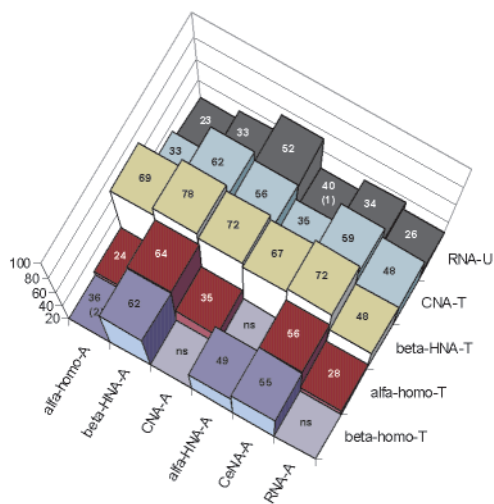 23
33
52
40
(1)
34
26
33
62
56
35
59
48
69
78
72
67
72
48
24
64
35
ns
56
28
36
(2)
62
ns
49
55
ns
100
80
60
40
20
alfa-homo-A
beta-HNA-A
CNA-A
alfa-HNA-A
CeNA-A
RNA-A
RNA-U
CNA-T
beta-HNA-T
alfa-homo-T
beta-homo-T